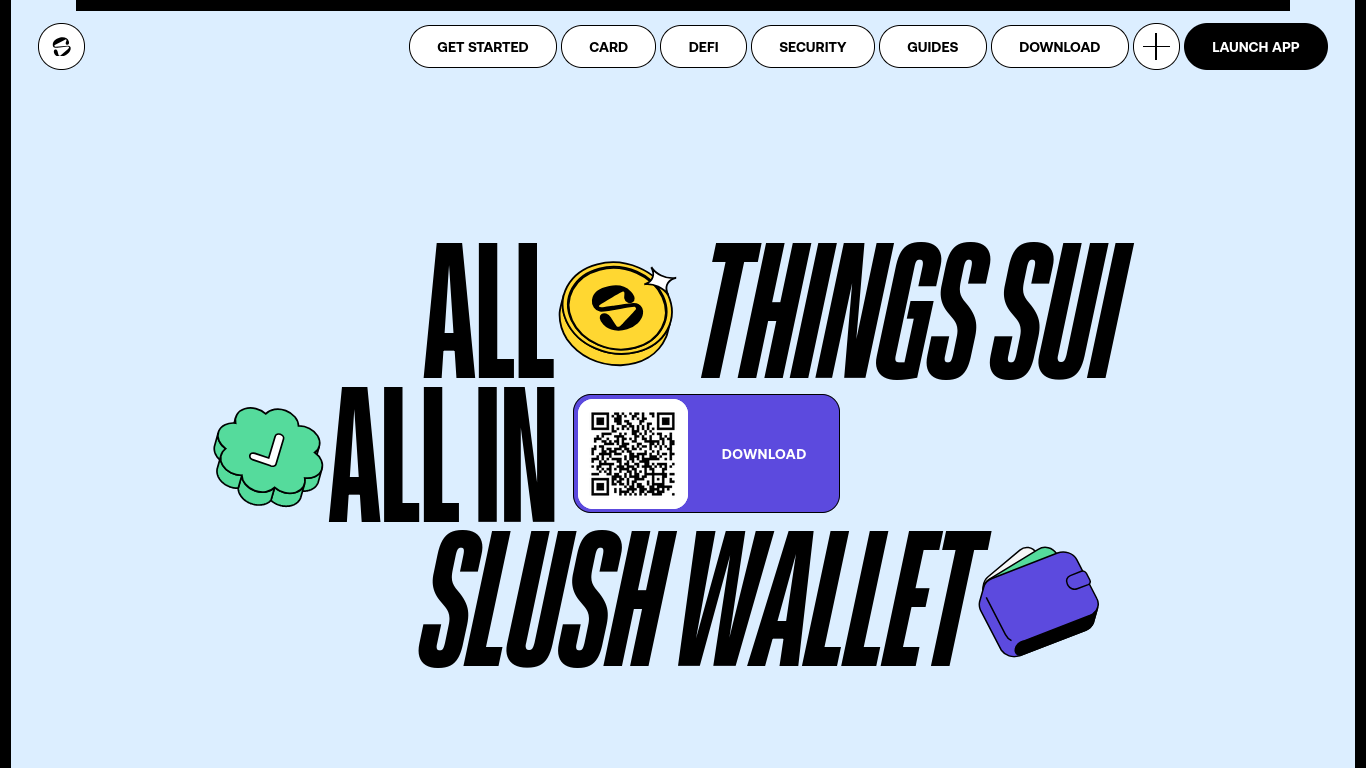 GET STARTED
CARD
DEFI
SECURITY
GUIDES
DOWNLOAD
LAUNCH APP
ALL THINGS SUI
ALL IN
DOWNLOAD
SLUSH WALLET